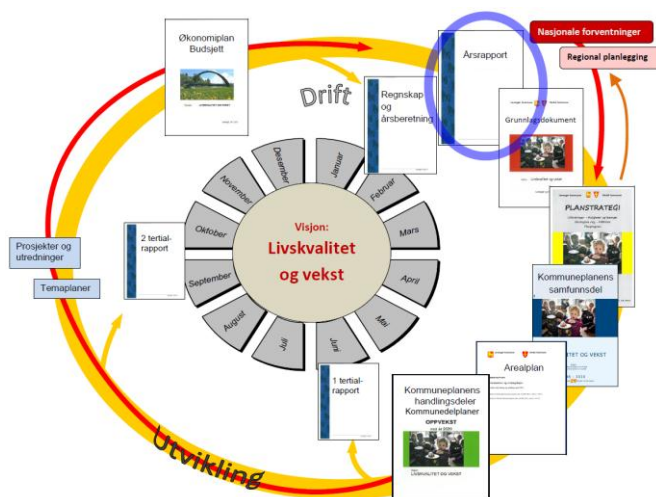 Økonomiplan
Budsjett
Drift
Regnskap
og
årsberetning
Årsrapport
Nasjonale forventninger
Regional planlegging
Grunnlagsdokument
PLANSTRATEGI
Kommuneplanens
samfunnsdel
Arealplan
Kommuneplanens
handlingsdeler
Kommunedelplaner
OPPVEKST
LIVSKVALITET OG VEKST
1 tertial-
rapport
2 tertial-
rapport
Prosjekter og
utredninger
Temaplaner
Utvikling
Januar
Februar
Mars
April
Mai
Juni
Juli
August
September
Oktober
November
Desember
Visjon:
Livskvalitet
og vekst